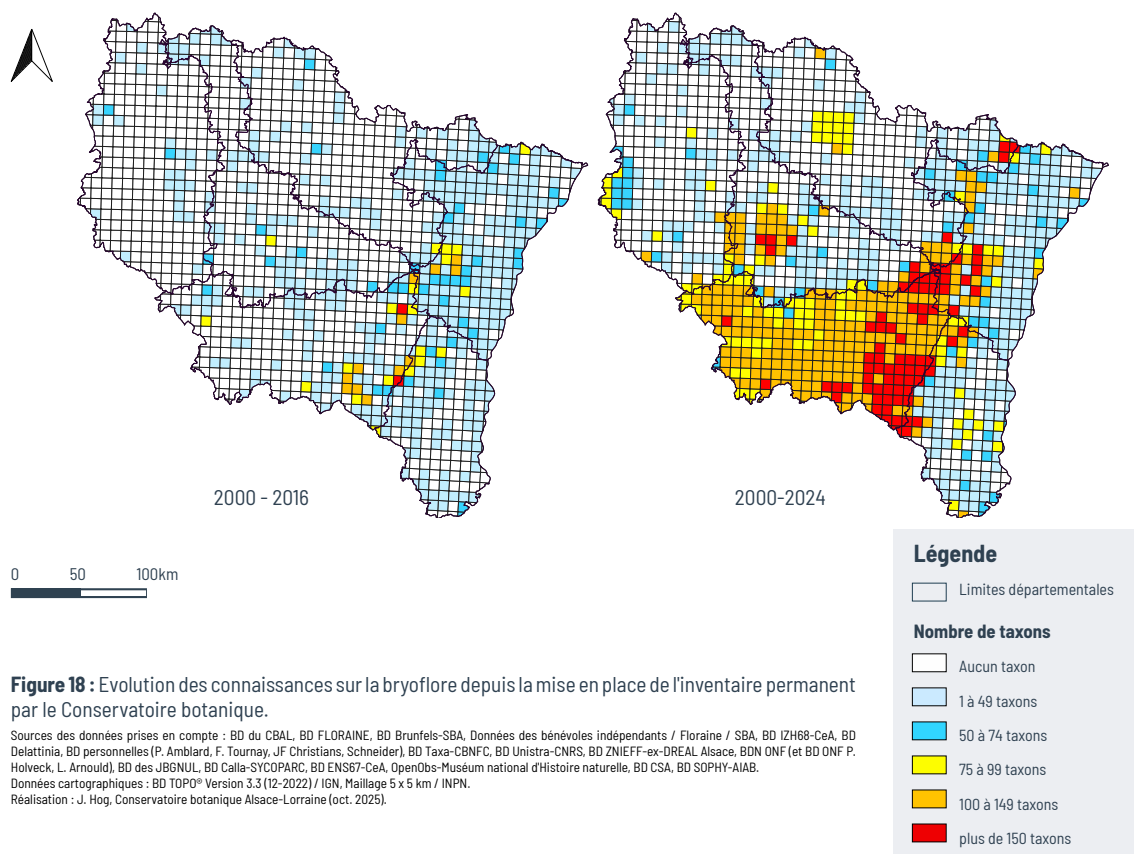 2000 - 2016
2000-2024
0 50 100km
Légende
Limites départementales
Nombre de taxons
Aucun taxon
1 à 49 taxons
50 à 74 taxons
75 à 99 taxons
100 à 149 taxons
plus de 150 taxons
Figure 18 : Evolution des connaissances sur la bryoflore depuis la mise en place de l'inventaire permanent
par le Conservatoire botanique.
Sources des données prises en compte : BD du CBAL, BD FLORAINE, BD Brunfels-SBA, Données des bénévoles indépendants / Floraine / SBA, BD IZH68-CeA, BD
Delattinia, BD personnelles (P. Amblard, F. Tournay, JF Christians, Schneider), BD Taxa-CBNFC, BD Unistra-CNRS, BD ZNIEFF-ex-DREAL Alsace, BDN ONF (et BD ONF P.
Holveck, L. Arnould), BD des JBGNUL, BD Calla-SYCOPARC, BD ENS67-CeA, OpenObs-Muséum national d'Histoire naturelle, BD CSA, BD SOPHY-AIAB.
Données cartographiques : BD TOPO® Version 3.3 (12-2022) / IGN, Maillage 5 x 5 km / INPN.
Réalisation : J. Hog, Conservatoire botanique Alsace-Lorraine (oct. 2025).